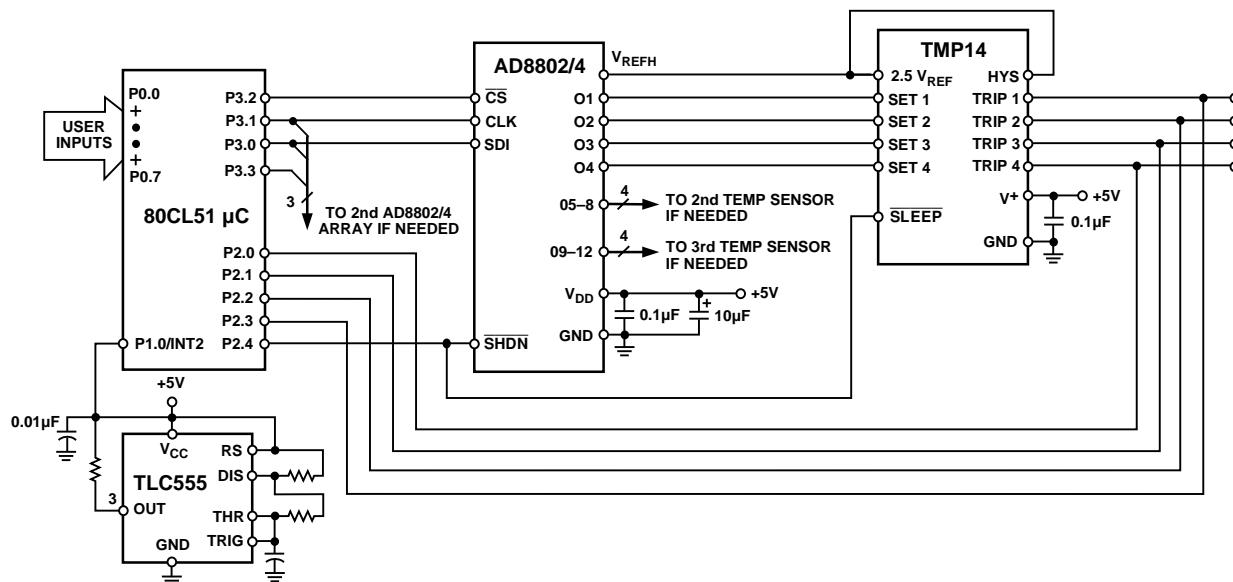 USER
INPUTS
P0.0
+
+
P0.7
80CL51 µC
P3.2
P3.1
P3.0
P3.3
P2.0
P2.1
P2.2
P2.3
P2.4
P1.0/INT2
3
TO 2nd AD8802/4
ARRAY IF NEEDED
AD8802/4
CS
CLK
SDI
SHDN
VREFH
O1
O2
O3
O4
05–8
09–12
VDD
GND
4
TO 2nd TEMP SENSOR
IF NEEDED
4
TO 3rd TEMP SENSOR
IF NEEDED
+5V
0.1µF
+
10µF
TMP14
2.5 VREF
SET 1
SET 2
SET 3
SET 4
SLEEP
HYS
TRIP 1
TRIP 2
TRIP 3
TRIP 4
V+
GND
+5V
0.1µF
+5V
0.01µF
VCC
TLC555
RS
DIS
THR
TRIG
3
OUT
GND